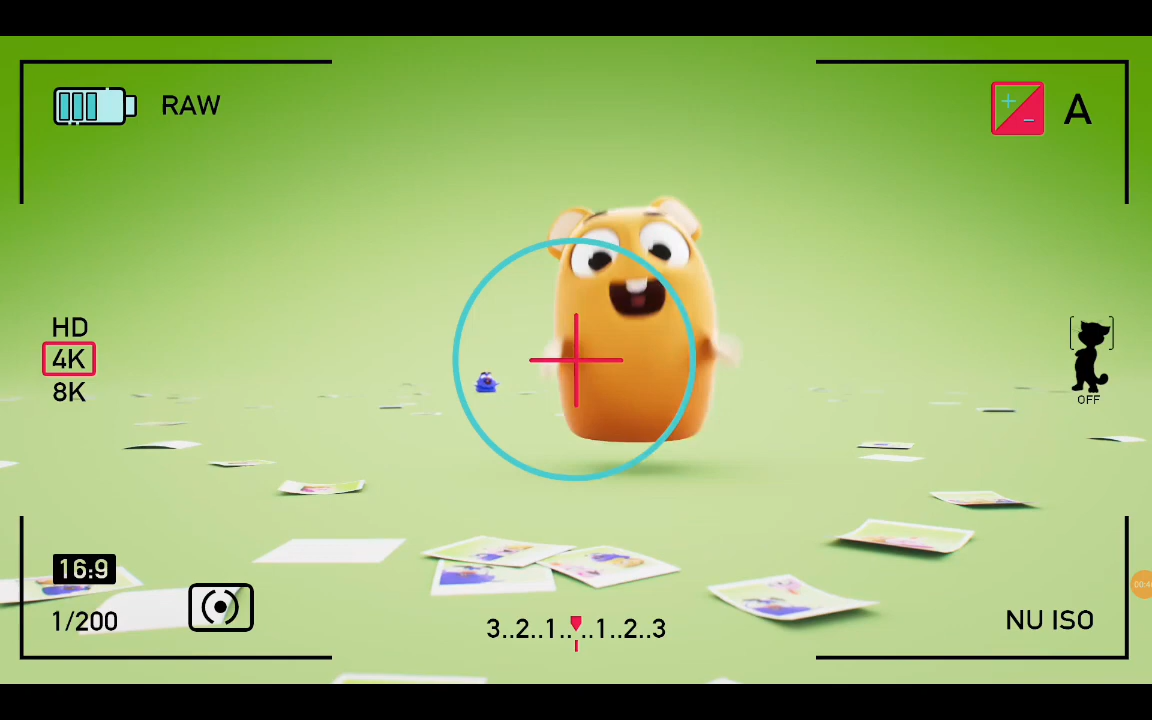 RAW
A
HD
4K
8K
OFF
16:9
1/200
3..2..1..
..1..2..3
NU ISO